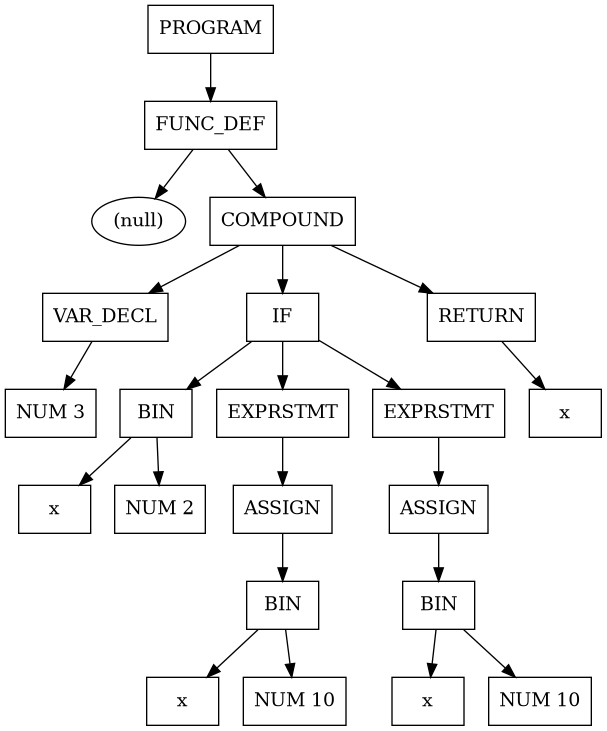 PROGRAM
FUNC_DEF
(null)
COMPOUND
VAR_DECL
IF
RETURN
NUM 3
BIN
EXPRSTMT
EXPRSTMT
x
x
NUM 2
ASSIGN
ASSIGN
BIN
BIN
x
NUM 10
x
NUM 10